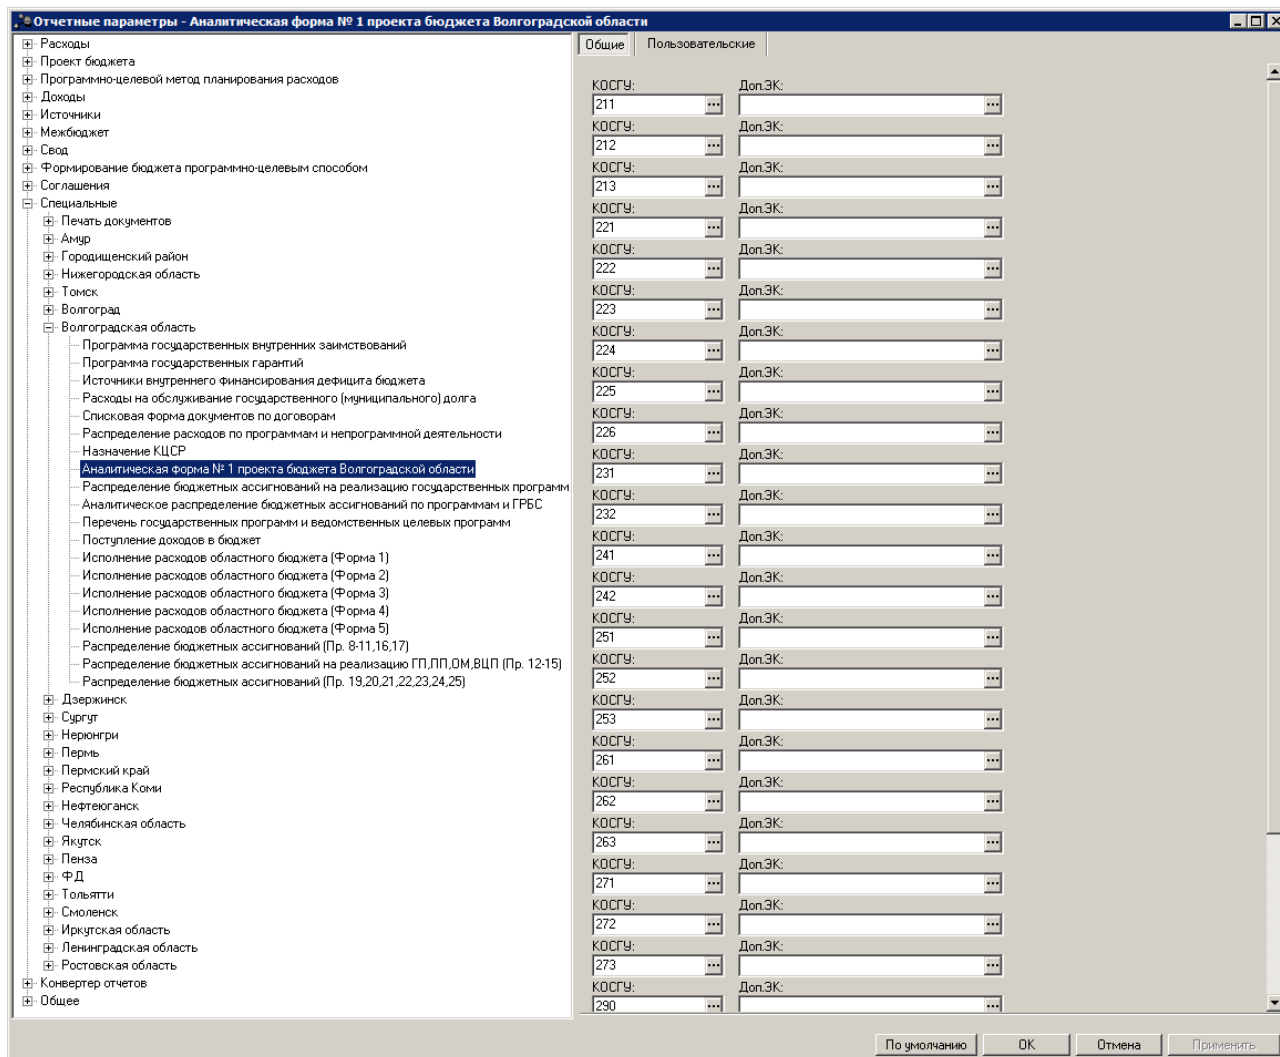 Отчетные параметры - Аналитическая форма № 1 проекта бюджета Волгоградской области
Расходы
Проект бюджета
Программно-целевой метод планирования расходов
Доходы
Источники
Межбюджет
Свод
Формирование бюджета программно-целевым способом
Соглашения
Специальные
Печать документов
Амур
Городищенский район
Нижегородская область
Томск
Волгоград
Волгоградская область
Программа государственных внутренних заимствований
Программа государственных гарантий
Источники внутреннего финансирования дефицита бюджета
Расходы на обслуживание государственного (муниципального) долга
Списковая форма документов по договорам
Распределение расходов по программам и непрограммной деятельности
Назначение КЦСР
Аналитическая форма № 1 проекта бюджета Волгоградской области
Распределение бюджетных ассигнований на реализацию государственных программ
Аналитическое распределение бюджетных ассигнований по программам и ГРБС
Перечень государственных программ и ведомственных целевых программ
Поступление доходов в бюджет
Исполнение расходов областного бюджета (Форма 1)
Исполнение расходов областного бюджета (Форма 2)
Исполнение расходов областного бюджета (Форма 3)
Исполнение расходов областного бюджета (Форма 4)
Исполнение расходов областного бюджета (Форма 5)
Распределение бюджетных ассигнований (Пр. 8-11,16,17)
Распределение бюджетных ассигнований на реализацию ГП,ПП,ОМ,ВЦП (Пр. 12-15)
Распределение бюджетных ассигнований (Пр. 19,20,21,22,23,24,25)
Дзержинск
Сургут
Нерюнгри
Пермь
Пермский край
Республика Коми
Нефтеюганск
Челябинская область
Якутск
Пенза
ФД
Тольятти
Смоленск
Иркутская область
Ленинградская область
Ростовская область
Конвертер отчетов
Общее
Общие Пользовательские
КОСГУ: Доп.ЭК:
211
КОСГУ: Доп.ЭК:
212
КОСГУ: Доп.ЭК:
213
КОСГУ: Доп.ЭК:
221
КОСГУ: Доп.ЭК:
222
КОСГУ: Доп.ЭК:
223
КОСГУ: Доп.ЭК:
224
КОСГУ: Доп.ЭК:
225
КОСГУ: Доп.ЭК:
226
КОСГУ: Доп.ЭК:
231
КОСГУ: Доп.ЭК:
232
КОСГУ: Доп.ЭК:
241
КОСГУ: Доп.ЭК:
242
КОСГУ: Доп.ЭК:
251
КОСГУ: Доп.ЭК:
252
КОСГУ: Доп.ЭК:
253
КОСГУ: Доп.ЭК:
261
КОСГУ: Доп.ЭК:
262
КОСГУ: Доп.ЭК:
263
КОСГУ: Доп.ЭК:
271
КОСГУ: Доп.ЭК:
272
КОСГУ: Доп.ЭК:
273
КОСГУ: Доп.ЭК:
290
По умолчанию OK Отмена Применить